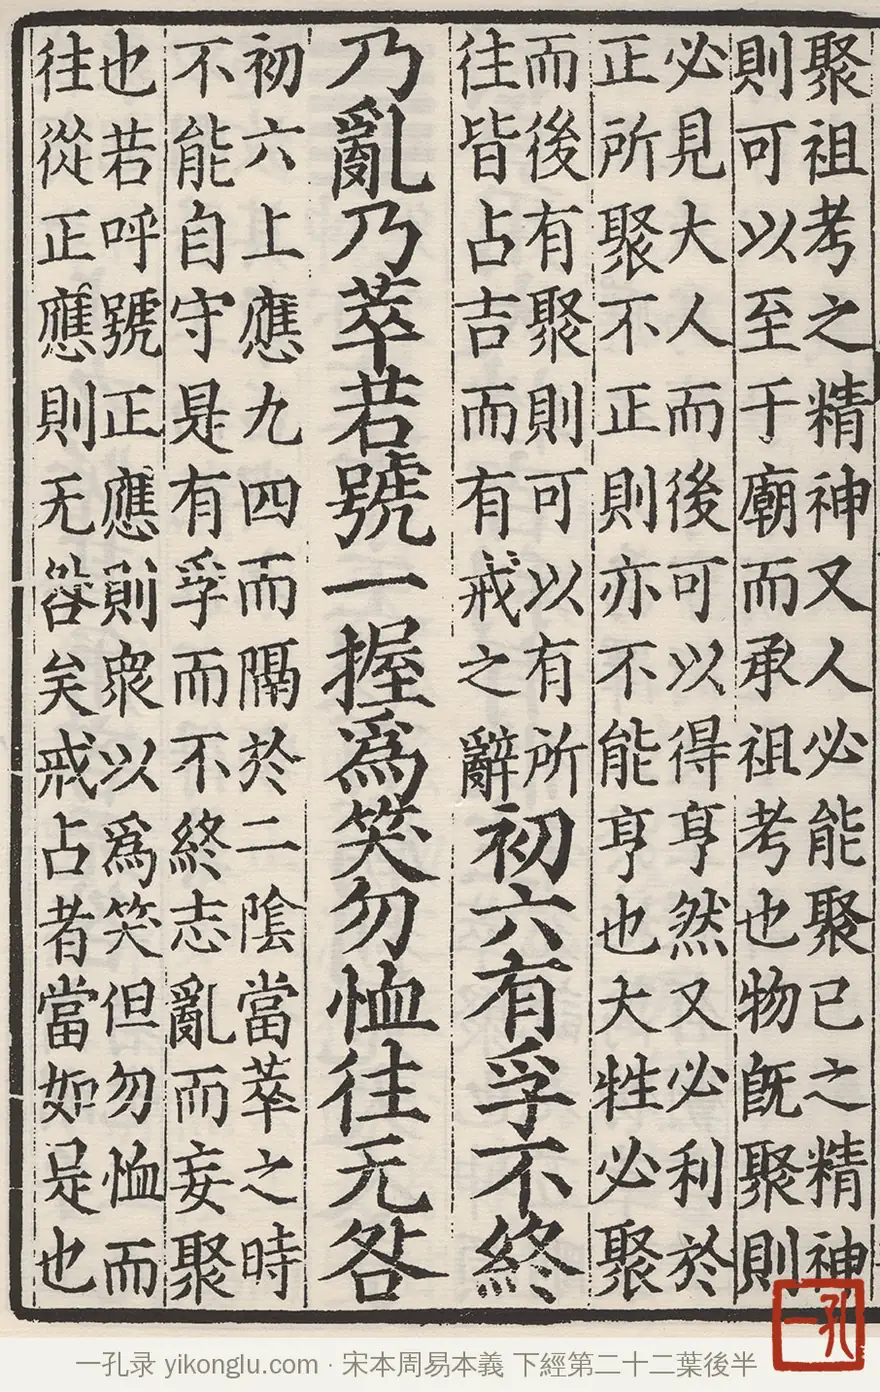 聚祖考之精神又人必能聚已之精神
則可以至于廟而承祖考也物旣聚則
必見大人而後可以得亨然又必利於
正所聚不正則亦不能亨也大牲必聚
而後有聚則可以有所
往皆占吉而有戒之辭
初六有孚不終
乃亂乃萃若號一握爲笑勿恤往无咎
初六上應九四而隔於二陰當萃之時
不能自守是有孚而不終志亂而妄聚
也若呼號正應則衆以爲笑但勿恤而
往從正應則无咎矣戒占者當如是也
一孔
一孔录 yikonglu.com · 宋本周易本義 下經第二十二葉後半